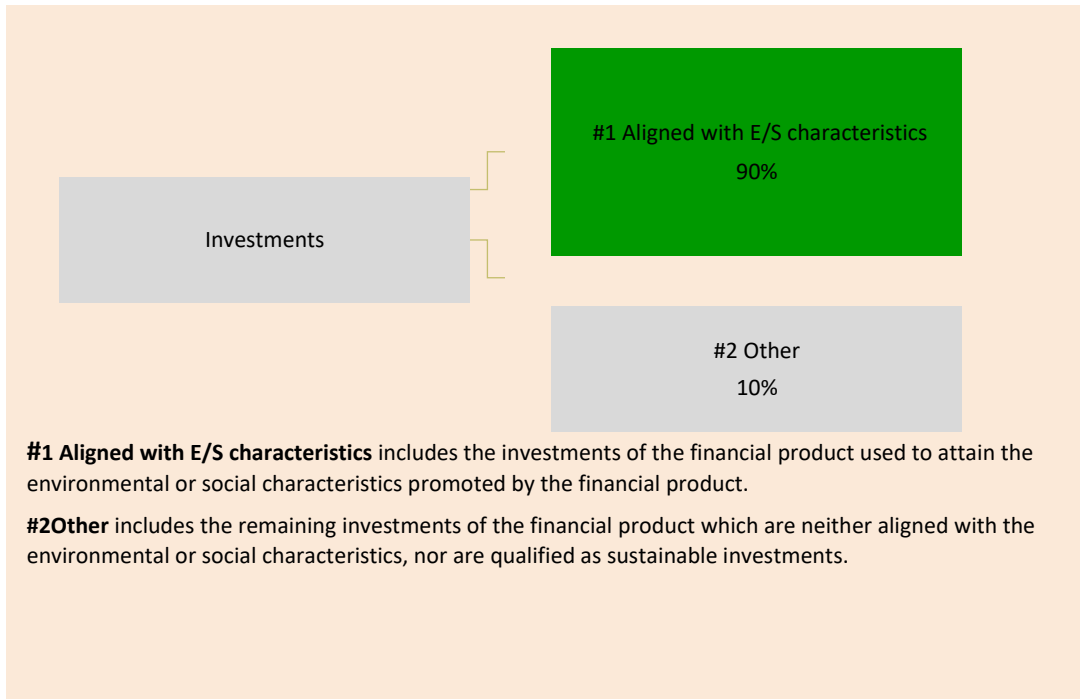 #1 Aligned with E/S characteristics
90%
Investments
#2 Other
10%
#1 Aligned with E/S characteristics includes the investments of the financial product used to attain the
environmental or social characteristics promoted by the financial product.
#2Other includes the remaining investments of the financial product which are neither aligned with the
environmental or social characteristics, nor are qualified as sustainable investments.